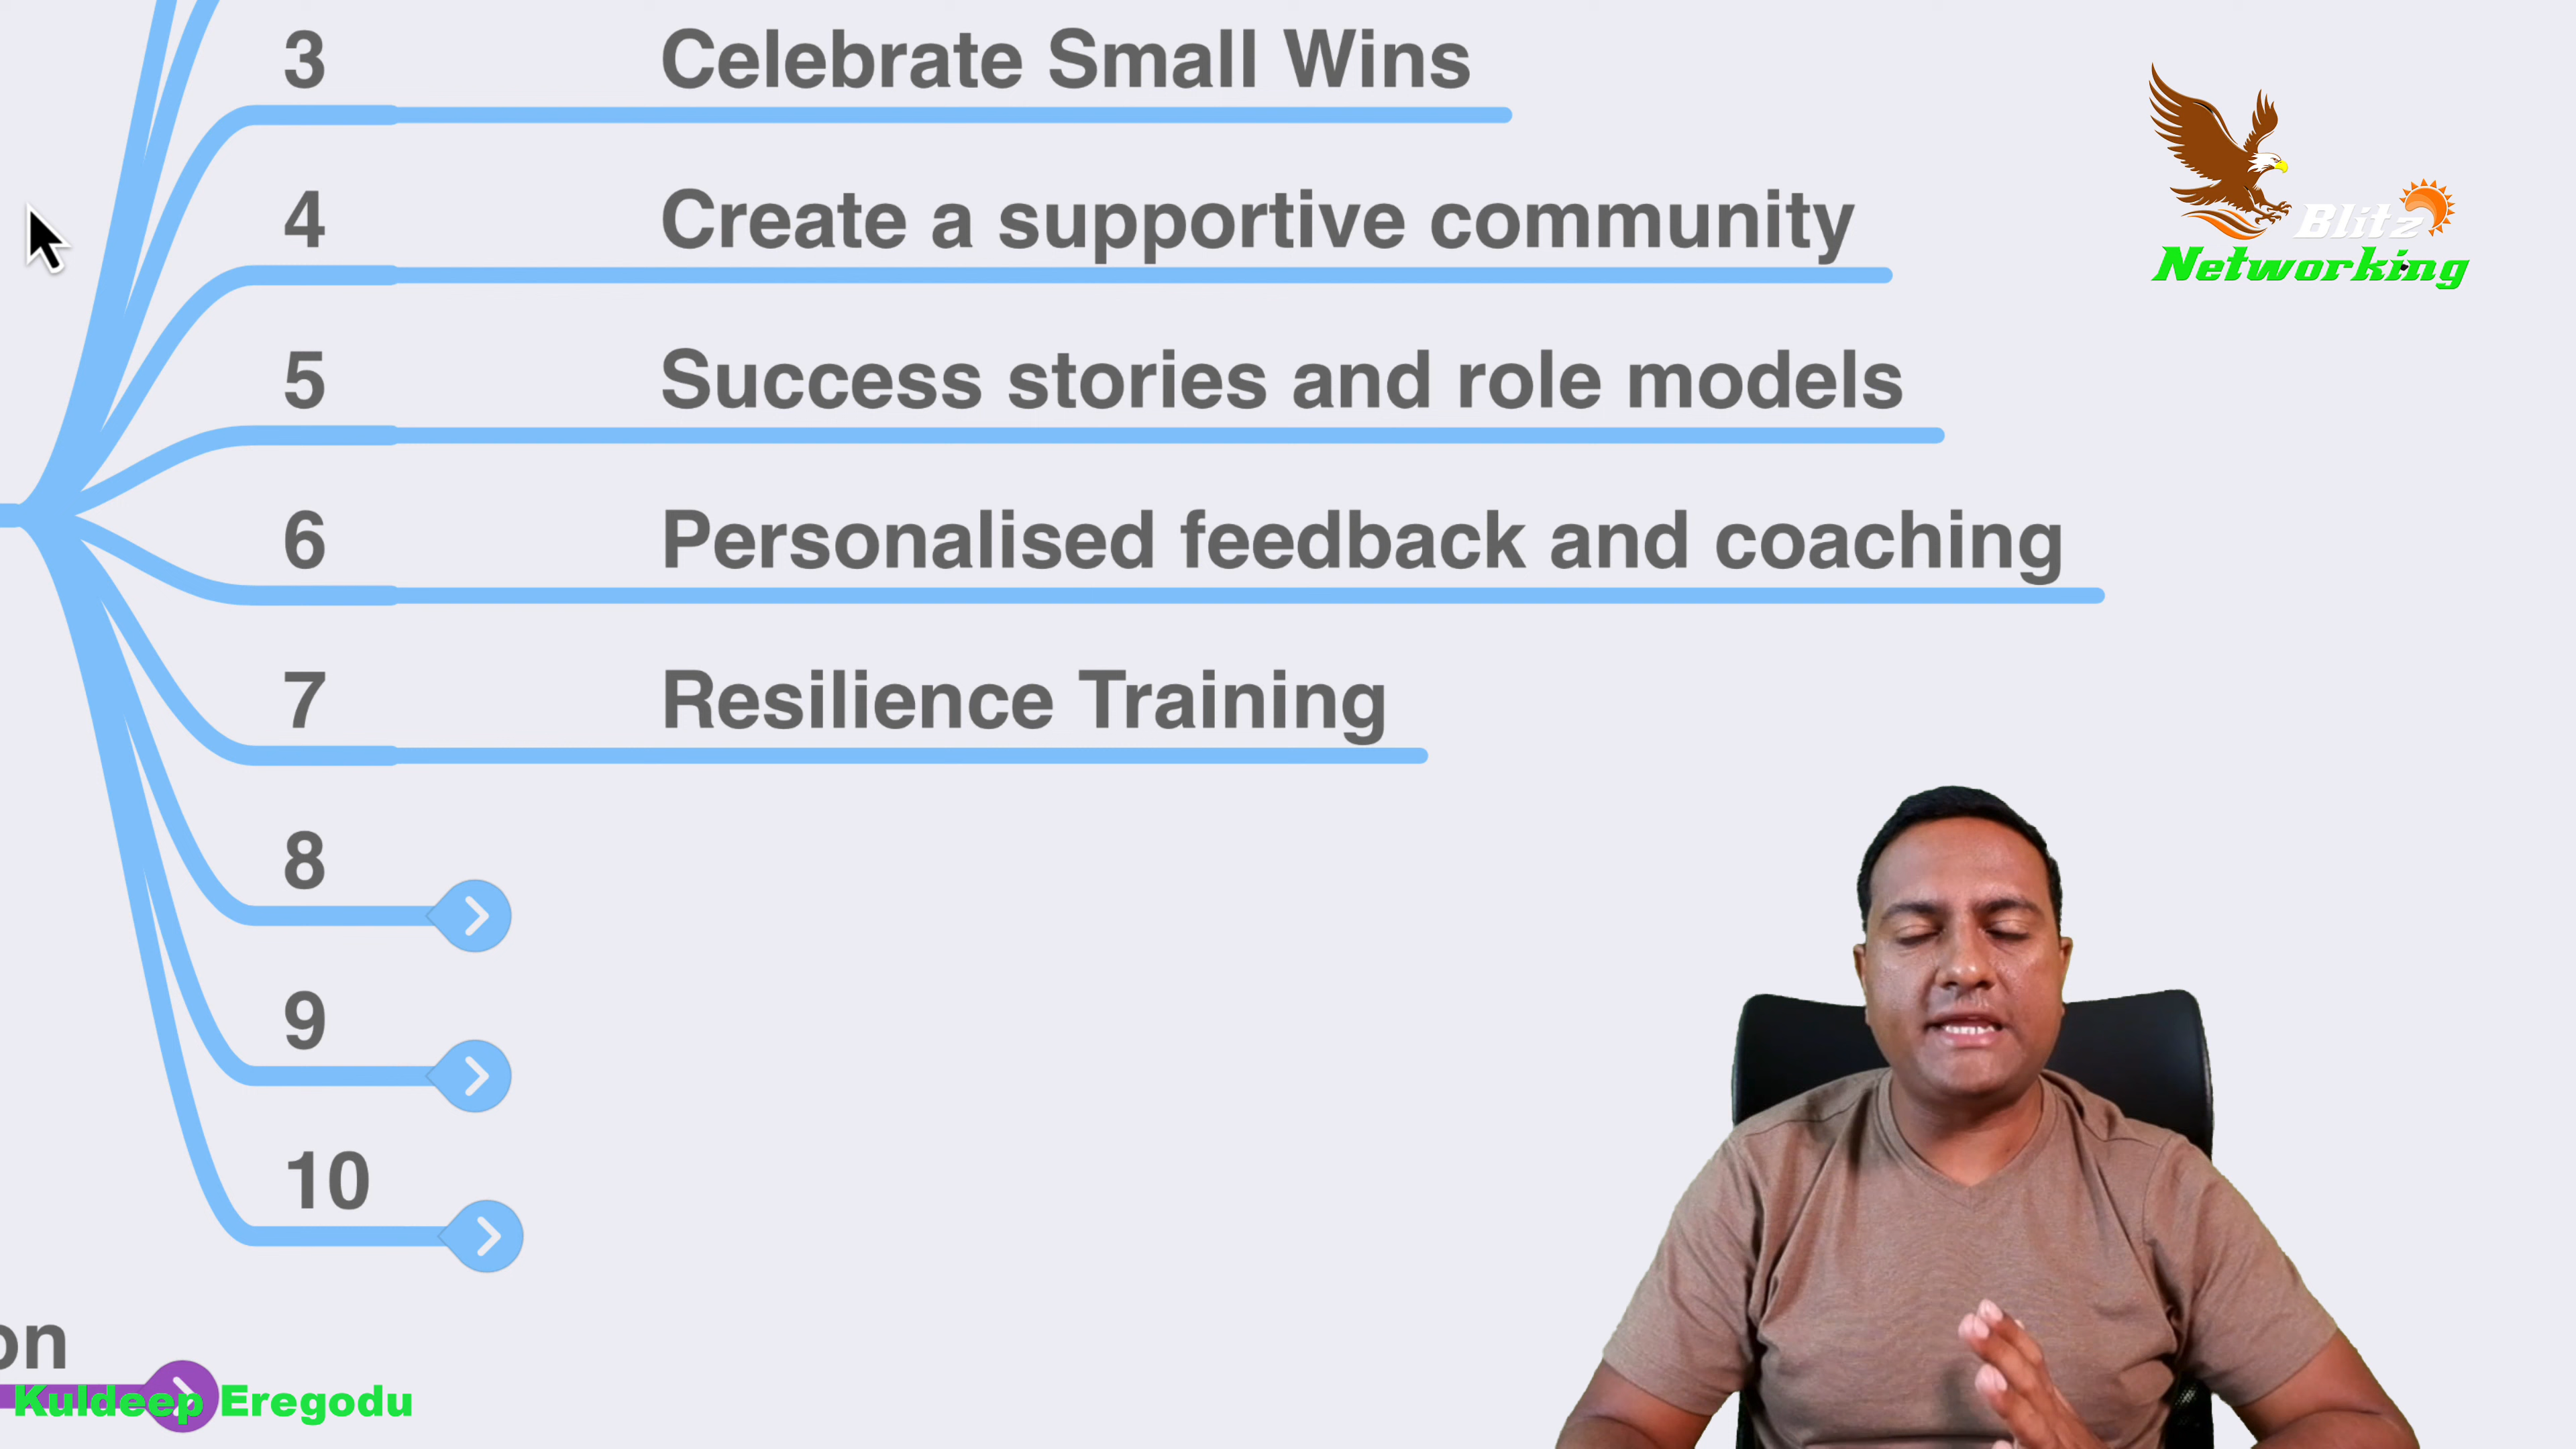 3 Celebrate Small Wins
4 Create a supportive community
Blitz
Networking
5 Success stories and role models
6 Personalised feedback and coaching
7 Resilience Training
8
9
10
on
Kuldeep Eregodu